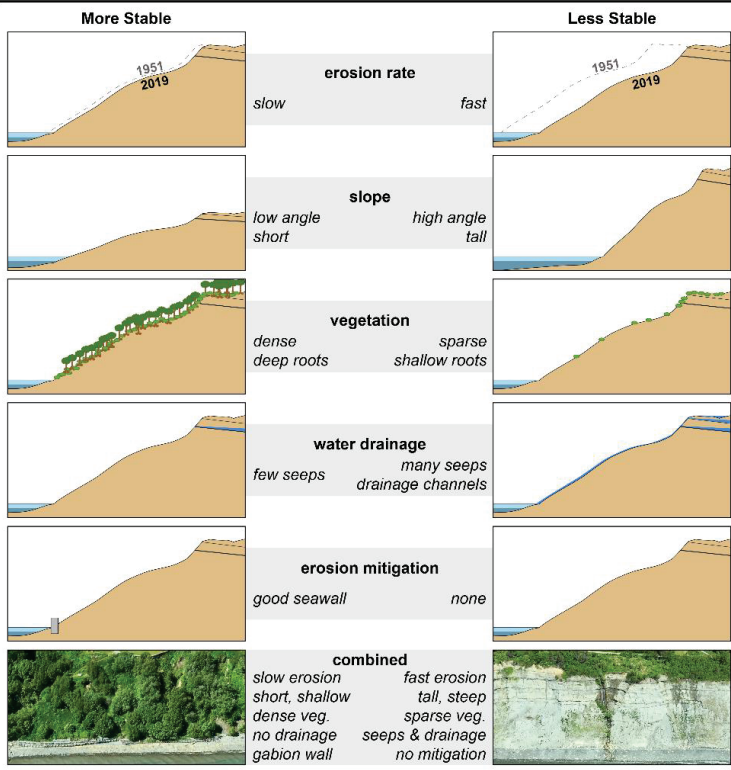 More Stable
Less Stable
1951
2019
erosion rate
slow fast
1951
2019
slope
low angle high angle
short tall
vegetation
dense sparse
deep roots shallow roots
water drainage
few seeps
many seeps
drainage channels
erosion mitigation
good seawall none
combined
slow erosion fast erosion
short, shallow tall, steep
dense veg. sparse veg.
no drainage seeps & drainage
gabion wall no mitigation